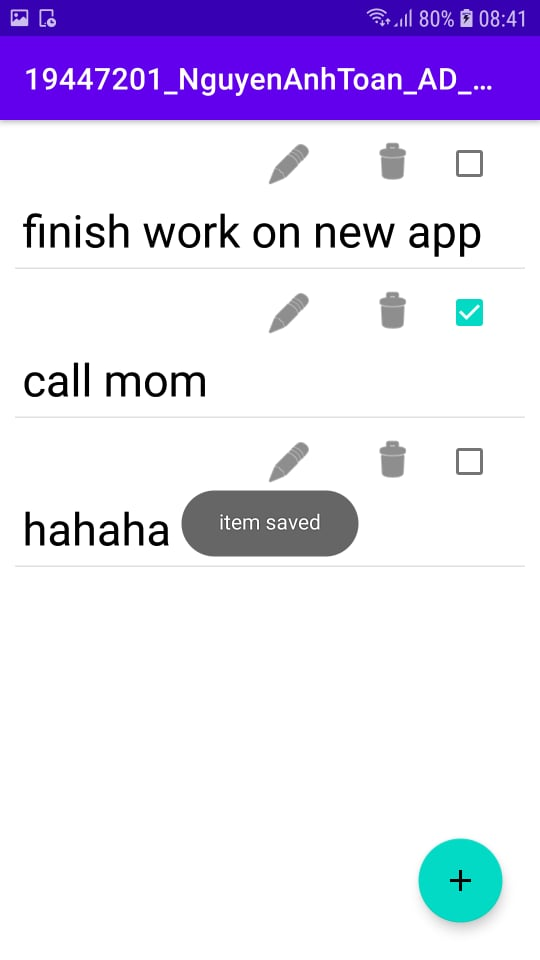 80% 08:41
19447201_NguyenAnhToan_AD_...
finish work on new app
call mom
hahaha
item saved